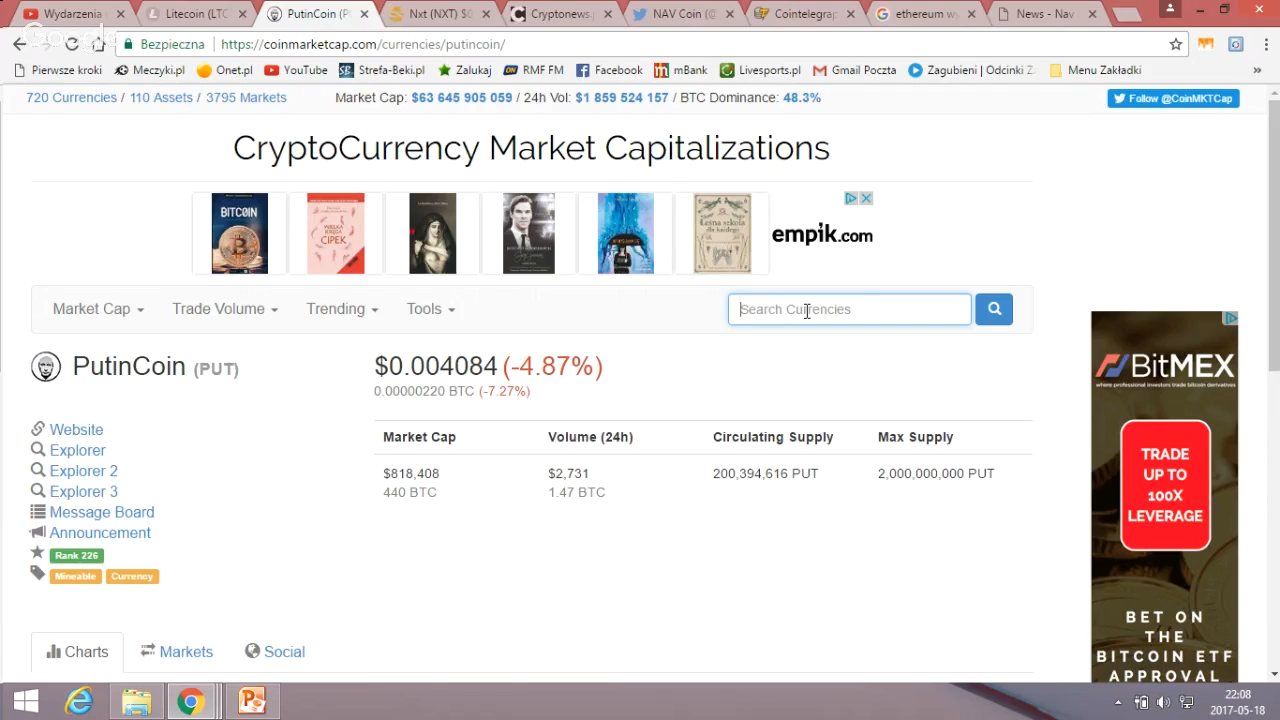 Wydarzen
Litecoin (LTC
PutinCoin (P
Nxt (NXT) $0
Cryptonews.p
NAV Coin (@
Cointelegrap
ethereum w
News - Nav
Bezpieczna
https://coinmarketcap.com/currencies/putincoin/
Pierwsze kroki
Meczyki.pl
Onet.pl
YouTube
Strefa-Beki.pl
Zalukaj
RMF FM
Facebook
mBank
Livesports.pl
Gmail Poczta
Zagubieni | Odcinki Z
Menu Zakładki
720 Currencies / 110 Assets / 3795 Markets
Market Cap: $63 645 905 059 / 24h Vol: $1 859 524 157 / BTC Dominance: 48.3%
Follow @CoinMKTCap
CryptoCurrency Market Capitalizations
BITCOIN
empik.com
Market Cap
Trade Volume
Trending
Tools
Search Currencies
PutinCoin (PUT)
$0.004084 (-4.87%)
0.00000220 BTC (-7.27%)
Website
Explorer
Explorer 2
Explorer 3
Message Board
Announcement
Rank 226
Mineable
Currency
Market Cap
Volume (24h)
Circulating Supply
Max Supply
$818,408
$2,731
200,394,616 PUT
2,000,000,000 PUT
440 BTC
1.47 BTC
Charts
Markets
Social
BitMEX
where professional investors trade bitcoin derivatives
TRADE
UP TO
100X
LEVERAGE
BET ON
THE
BITCOIN ETF
APPROVAL
22:08
2017-05-18